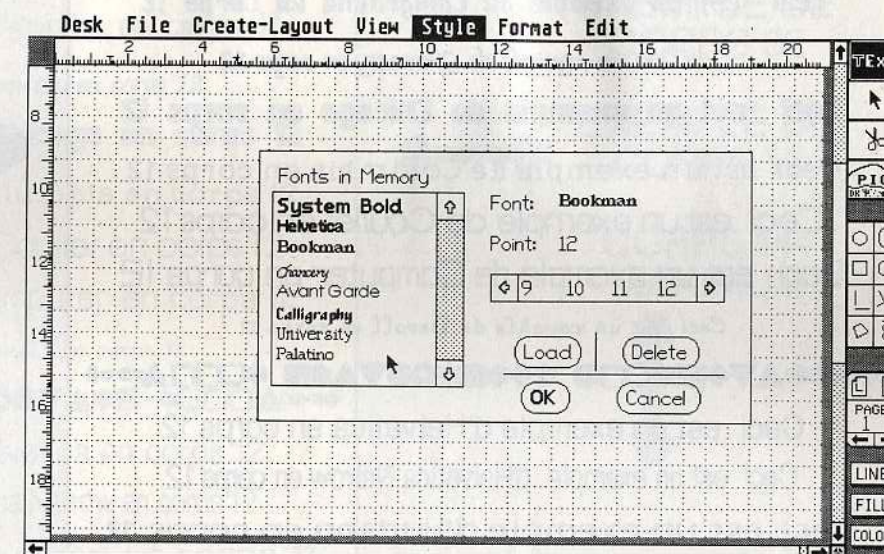 Desk File Create-Layout View Style Format Edit
2 4 6 8 10 12 14 16 18 20
TEX
8
10
12
14
16
18
Fonts in Memory
System Bold
Helvetica
Bookman
Avant Garde
Calligraphy
University
Palatino
Font: Bookman
Point: 12
9 10 11 12
Load Delete
OK Cancel
PIC
PAGE
1
LINE
FILL
COLO